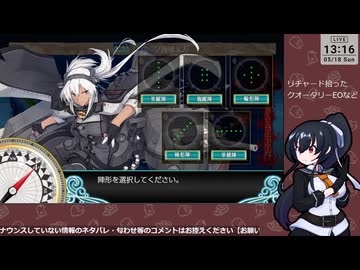 LIVE
13:16
05/18 Sun
リチャード拾った
クオータリーEOなど
単縦陣
複縦陣
輪形陣
梯形陣
単横陣
陣形を選択してください。
ナウンスしていない情報のネタバレ・匂わせ等のコメントはお控えください【お願い